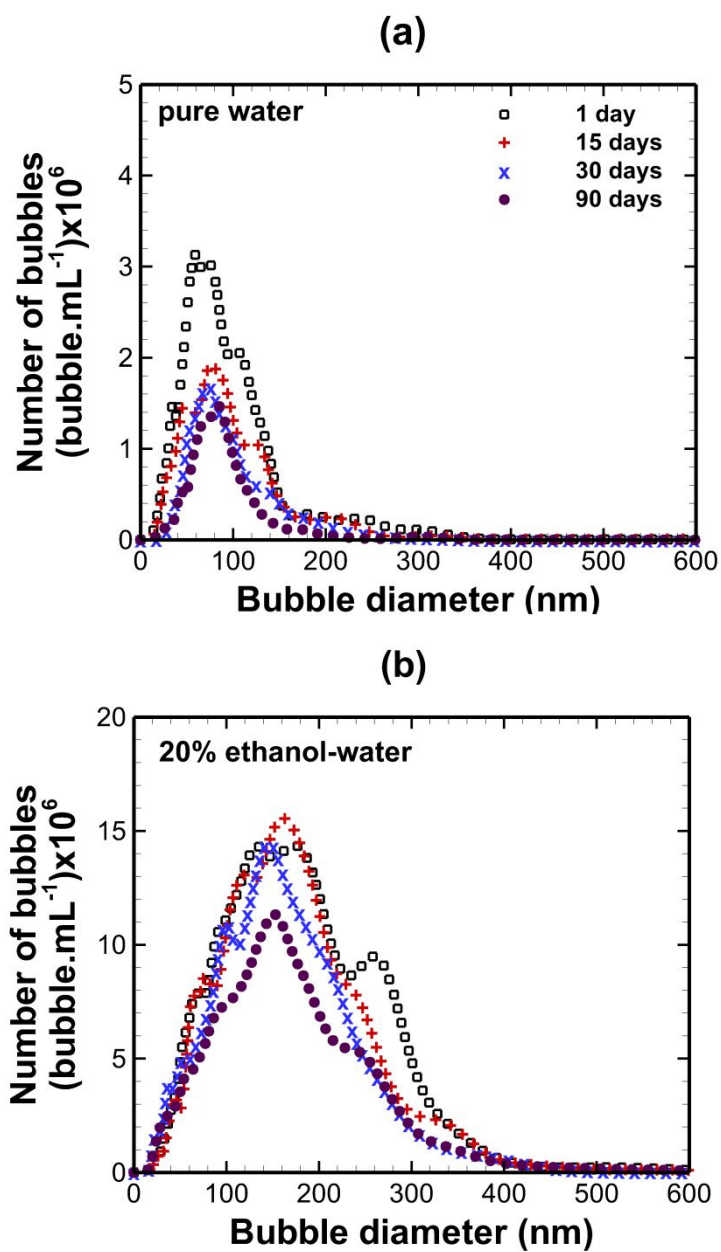 (a)
5
4
3
2
1
0
Number of bubbles
(bubble.mL⁻¹)x10⁶
pure water
1 day
15 days
30 days
90 days
0 100 200 300 400 500 600
Bubble diameter (nm)
(b)
20
15
10
5
0
Number of bubbles
(bubble.mL⁻¹)x10⁶
20% ethanol-water
0 100 200 300 400 500 600
Bubble diameter (nm)